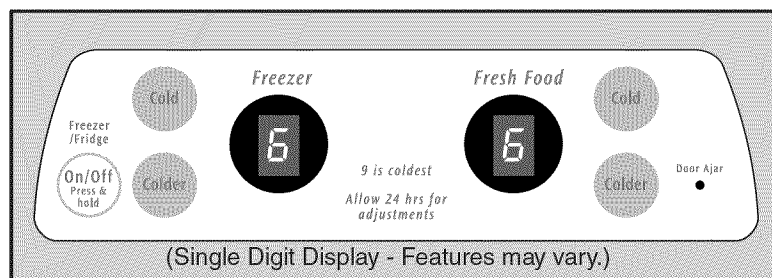 Freezer
Fresh Food
Cold
Cold
Freezer
/Fridge
6
6
On/Off
Press &
hold
Colder
9 is coldest
Allow 24 hrs for
adjustments
Colder
Door Ajar
(Single Digit Display - Features may vary.)